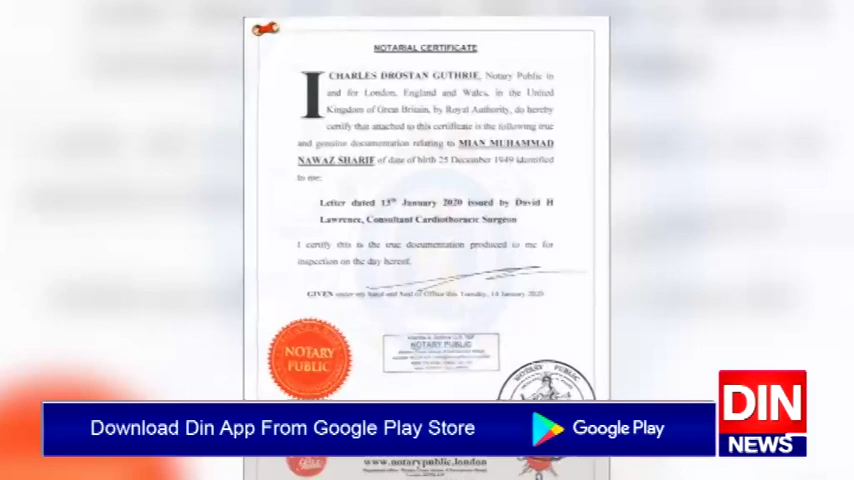 NOTARIAL CERTIFICATE
I CHARLES DROSTAN GUTHRIE, Notary Public in
and for London, England and Wales, in the United
Kingdom of Great Britain, by Royal Authority, do hereby
certify that attached to this certificate is the following true
and genuine documentation relating to MIAN MUHAMMAD
NAWAZ SHARIF of date of birth 25 December 1949 identified
to me:
Letter dated 13th January 2020 issued by David H
Lawrence, Consultant Cardiothoracic Surgeon
I certify this is the true documentation produced to me for
inspection on the day hereof.
GIVEN under my hand and Seal of Office this Tuesday, 14 January 2020
NOTARY
PUBLIC
NOTARY PUBLIC
NOTARY PUBLIC
Download Din App From Google Play Store
Google Play
DIN
NEWS
www.notarypublic.london